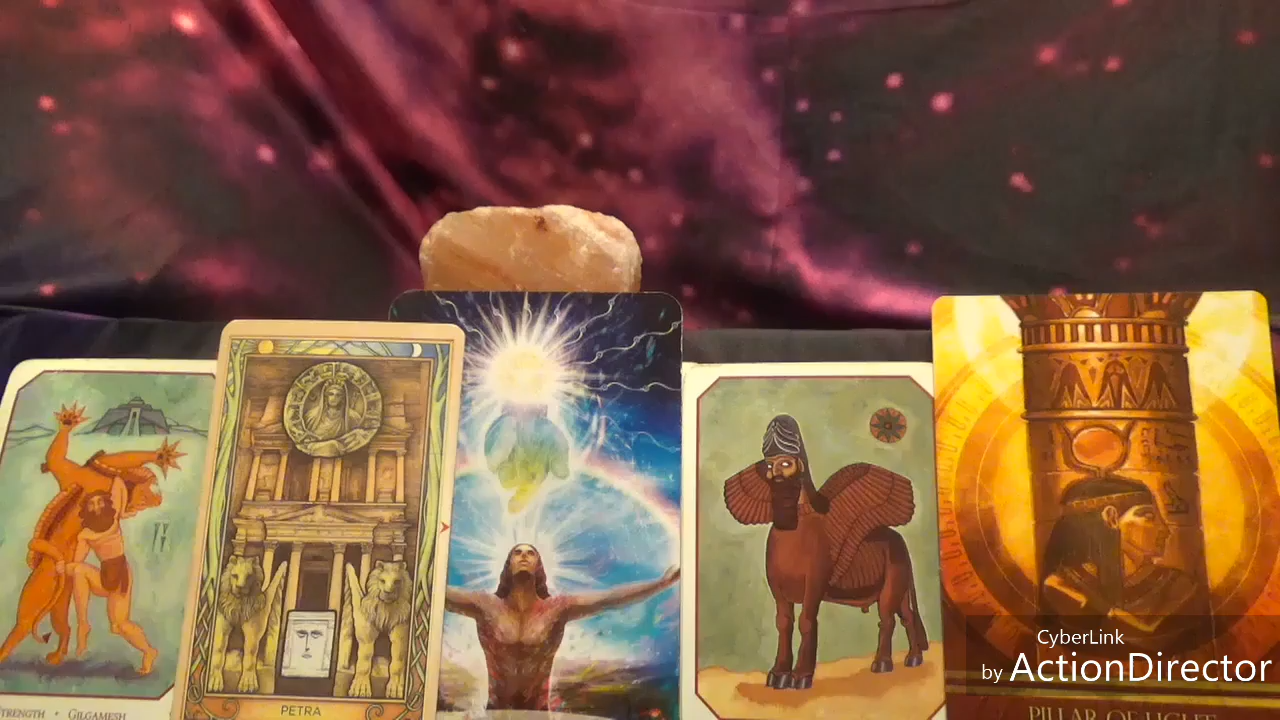 STRENGTH • GILGAMESH
PETRA
PILLAR OF LIGHT
CyberLink
by ActionDirector